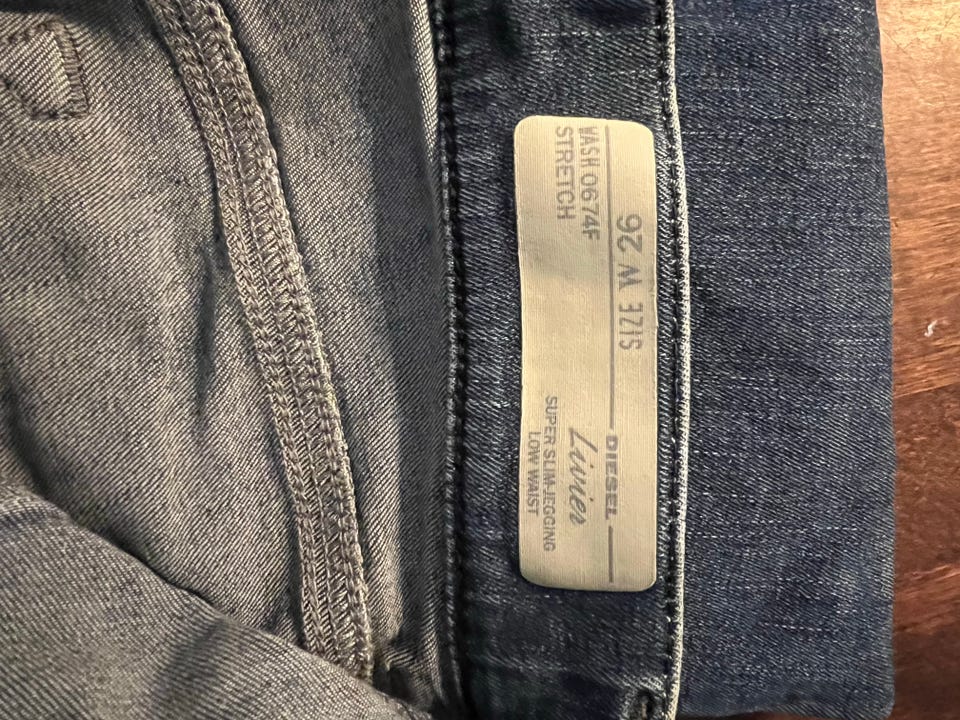 WASH 0674F
STRETCH
SIZE W 26
DIESEL
Livier
SUPER SLIM-JEGGING
LOW WAIST